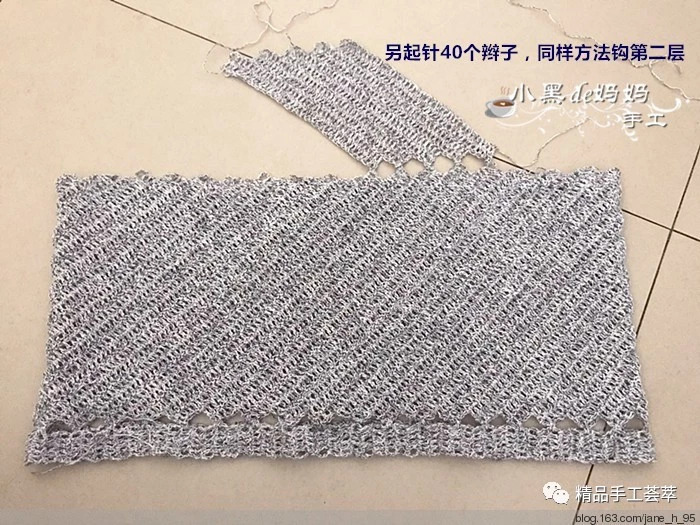 另起针40个辫子，同样方法钩第二层
小黑de妈妈
手工
精品手工荟萃
blog.163.com/jane_h_95